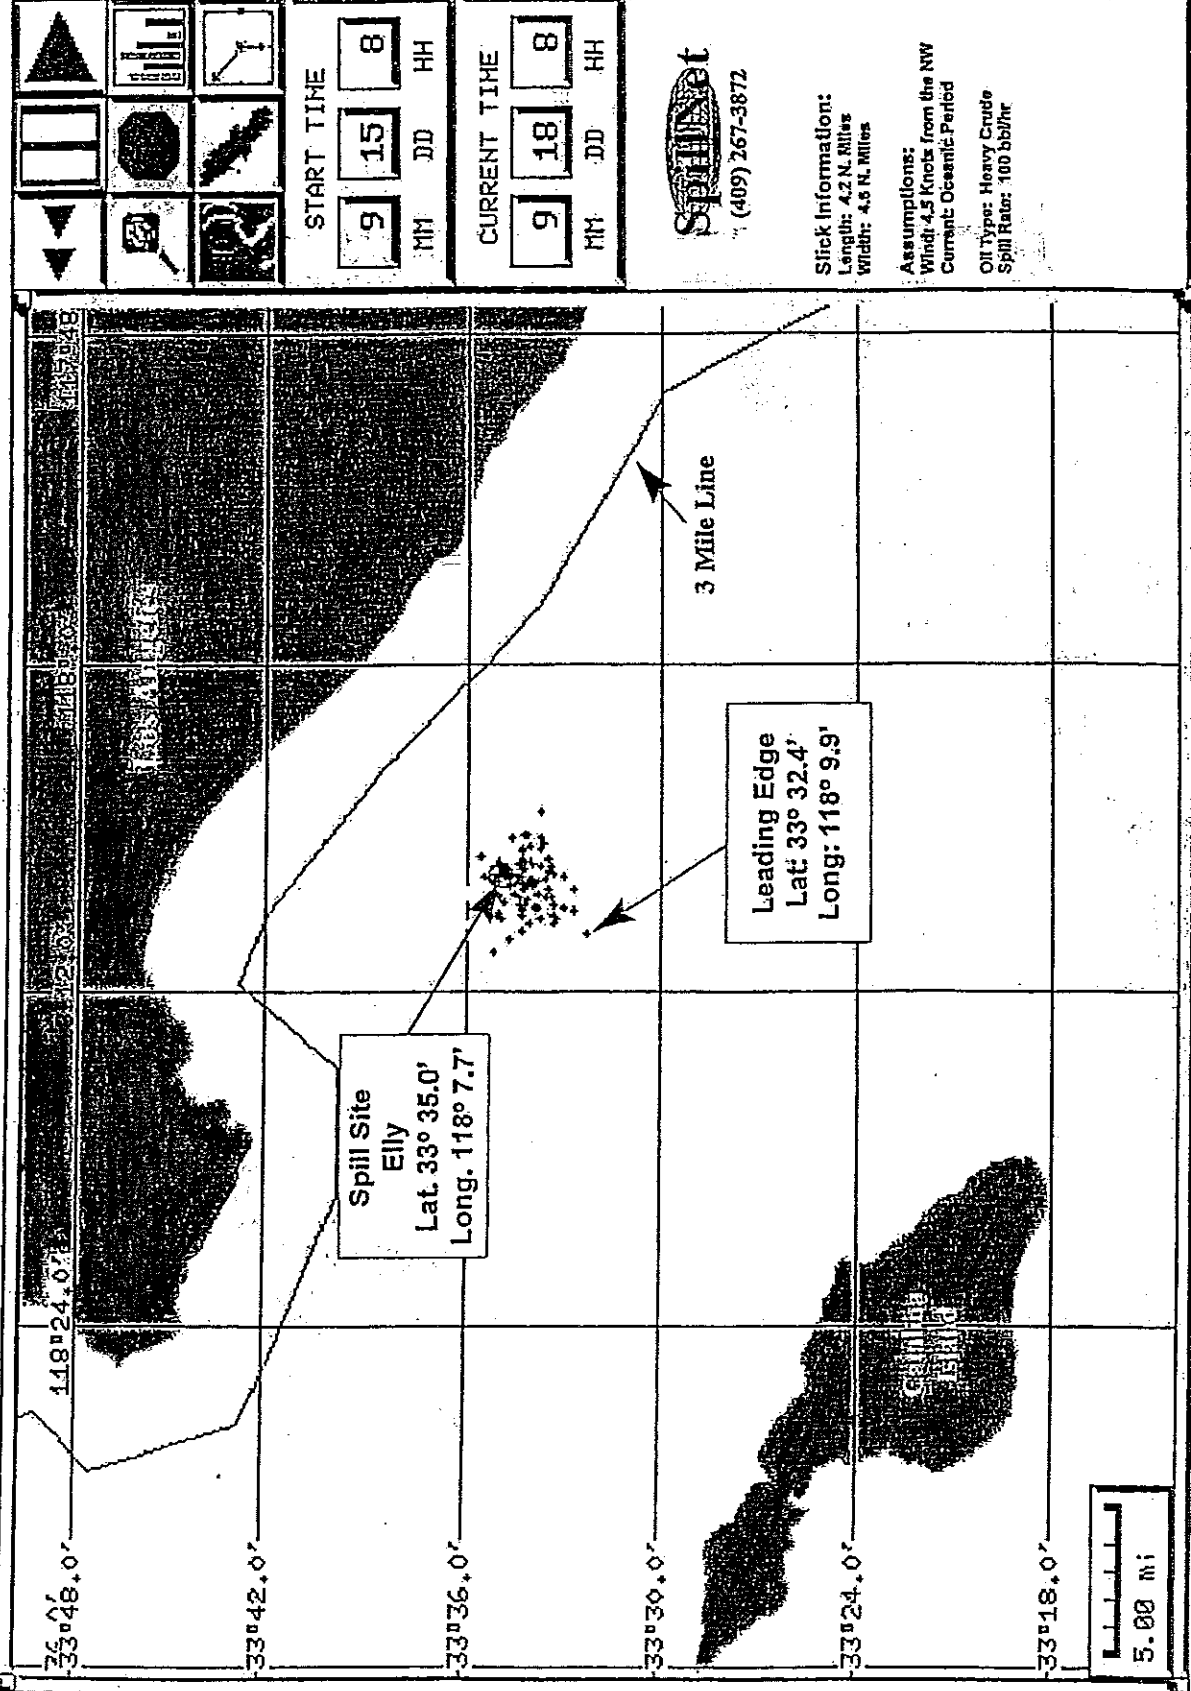 118°24.0'
118°
33°48.0'
33°42.0'
33°36.0'
33°30.0'
33°24.0'
33°18.0'
Spill Site
Elly
Lat. 33° 35.0'
Long. 118° 7.7'
Leading Edge
Lat: 33° 32.4'
Long: 118° 9.9'
3 Mile Line
Catalina
Island
5.00 mi
START TIME
9 15 8
MM DD HH
CURRENT TIME
9 18 8
MM DD HH
SpillNet
(409) 267-3872
Slick Information:
Length: 4.2 N. Miles
Width: 4.6 N. Miles
Assumptions:
Wind: 4.5 Knots from the NW
Current: Oceanic Period
Oil Type: Heavy Crude
Spill Rate: 100 bbl/hr